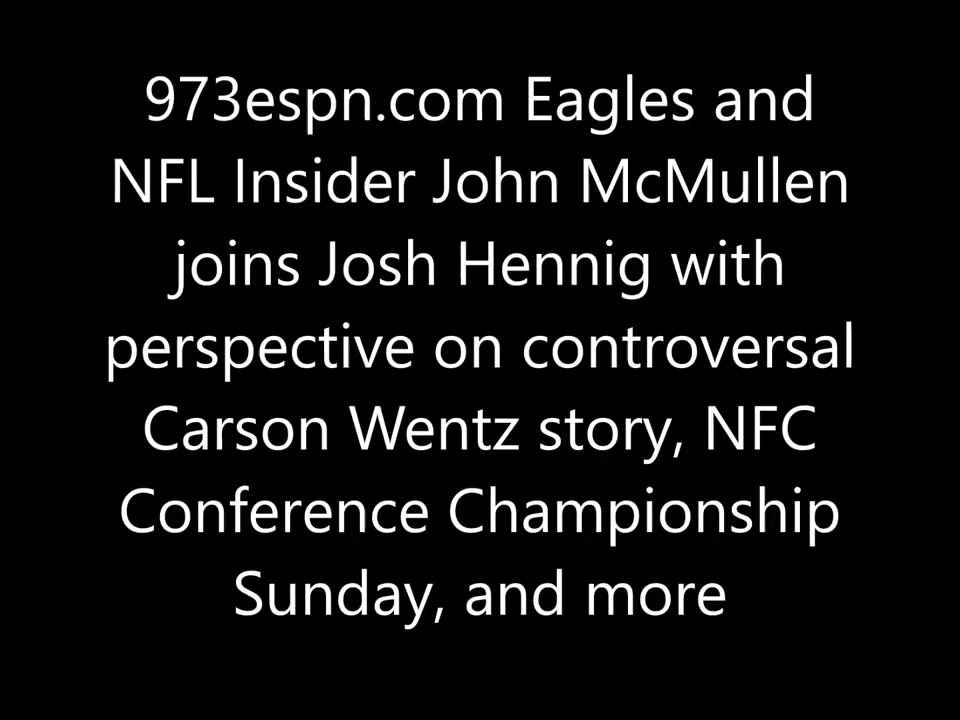 973espn.com Eagles and
NFL Insider John McMullen
joins Josh Hennig with
perspective on controversal
Carson Wentz story, NFC
Conference Championship
Sunday, and more